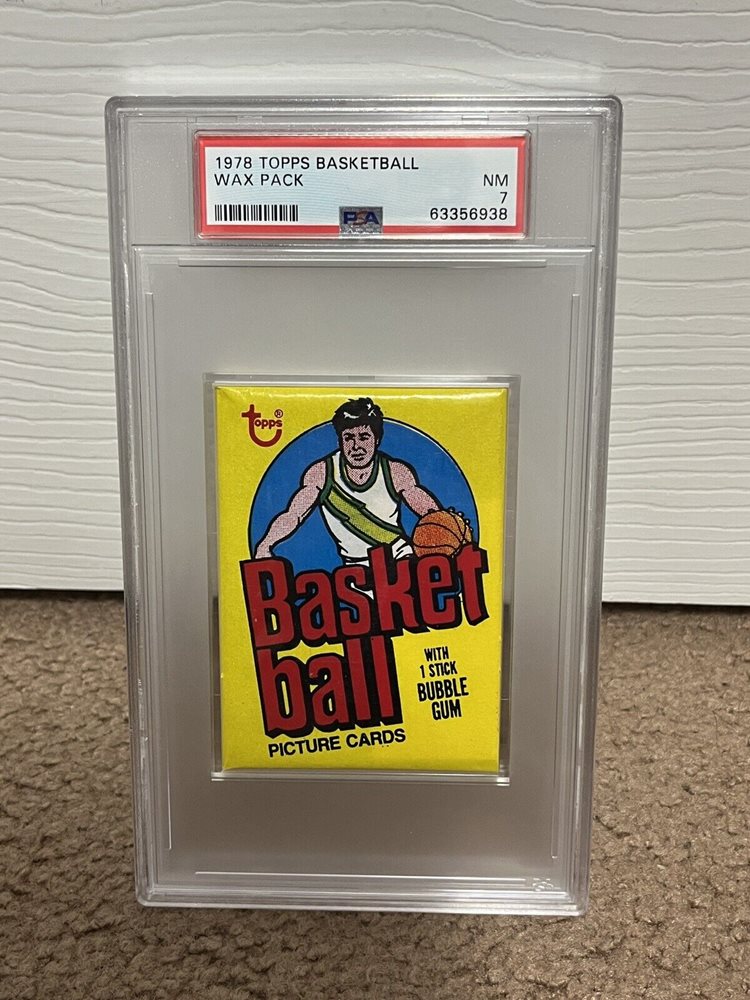 1978 TOPPS BASKETBALL
WAX PACK NM
7
PSA 63356938
topps®
Basket
ball
WITH
1 STICK
BUBBLE
GUM
PICTURE CARDS